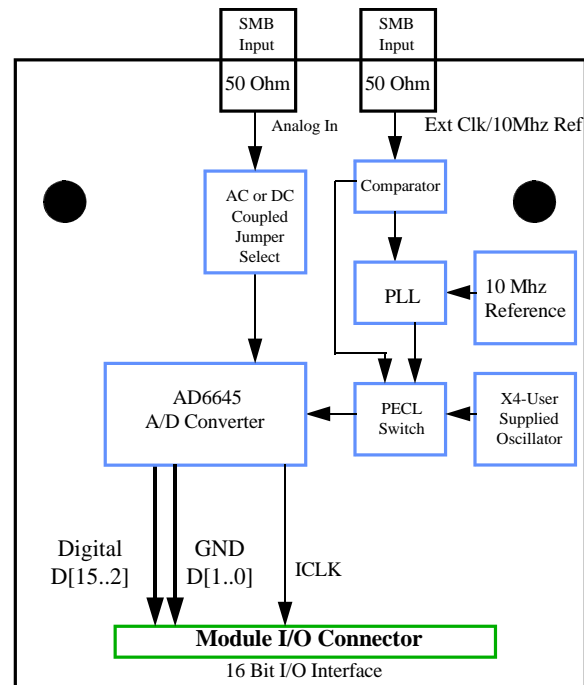 SMB
Input
50 Ohm
SMB
Input
50 Ohm
Analog In
Ext Clk/10Mhz Ref
AC or DC
Coupled
Jumper
Select
Comparator
PLL
10 Mhz
Reference
AD6645
A/D Converter
PECL
Switch
X4-User
Supplied
Oscillator
Digital
D[15..2]
GND
D[1..0]
ICLK
Module I/O Connector
16 Bit I/O Interface